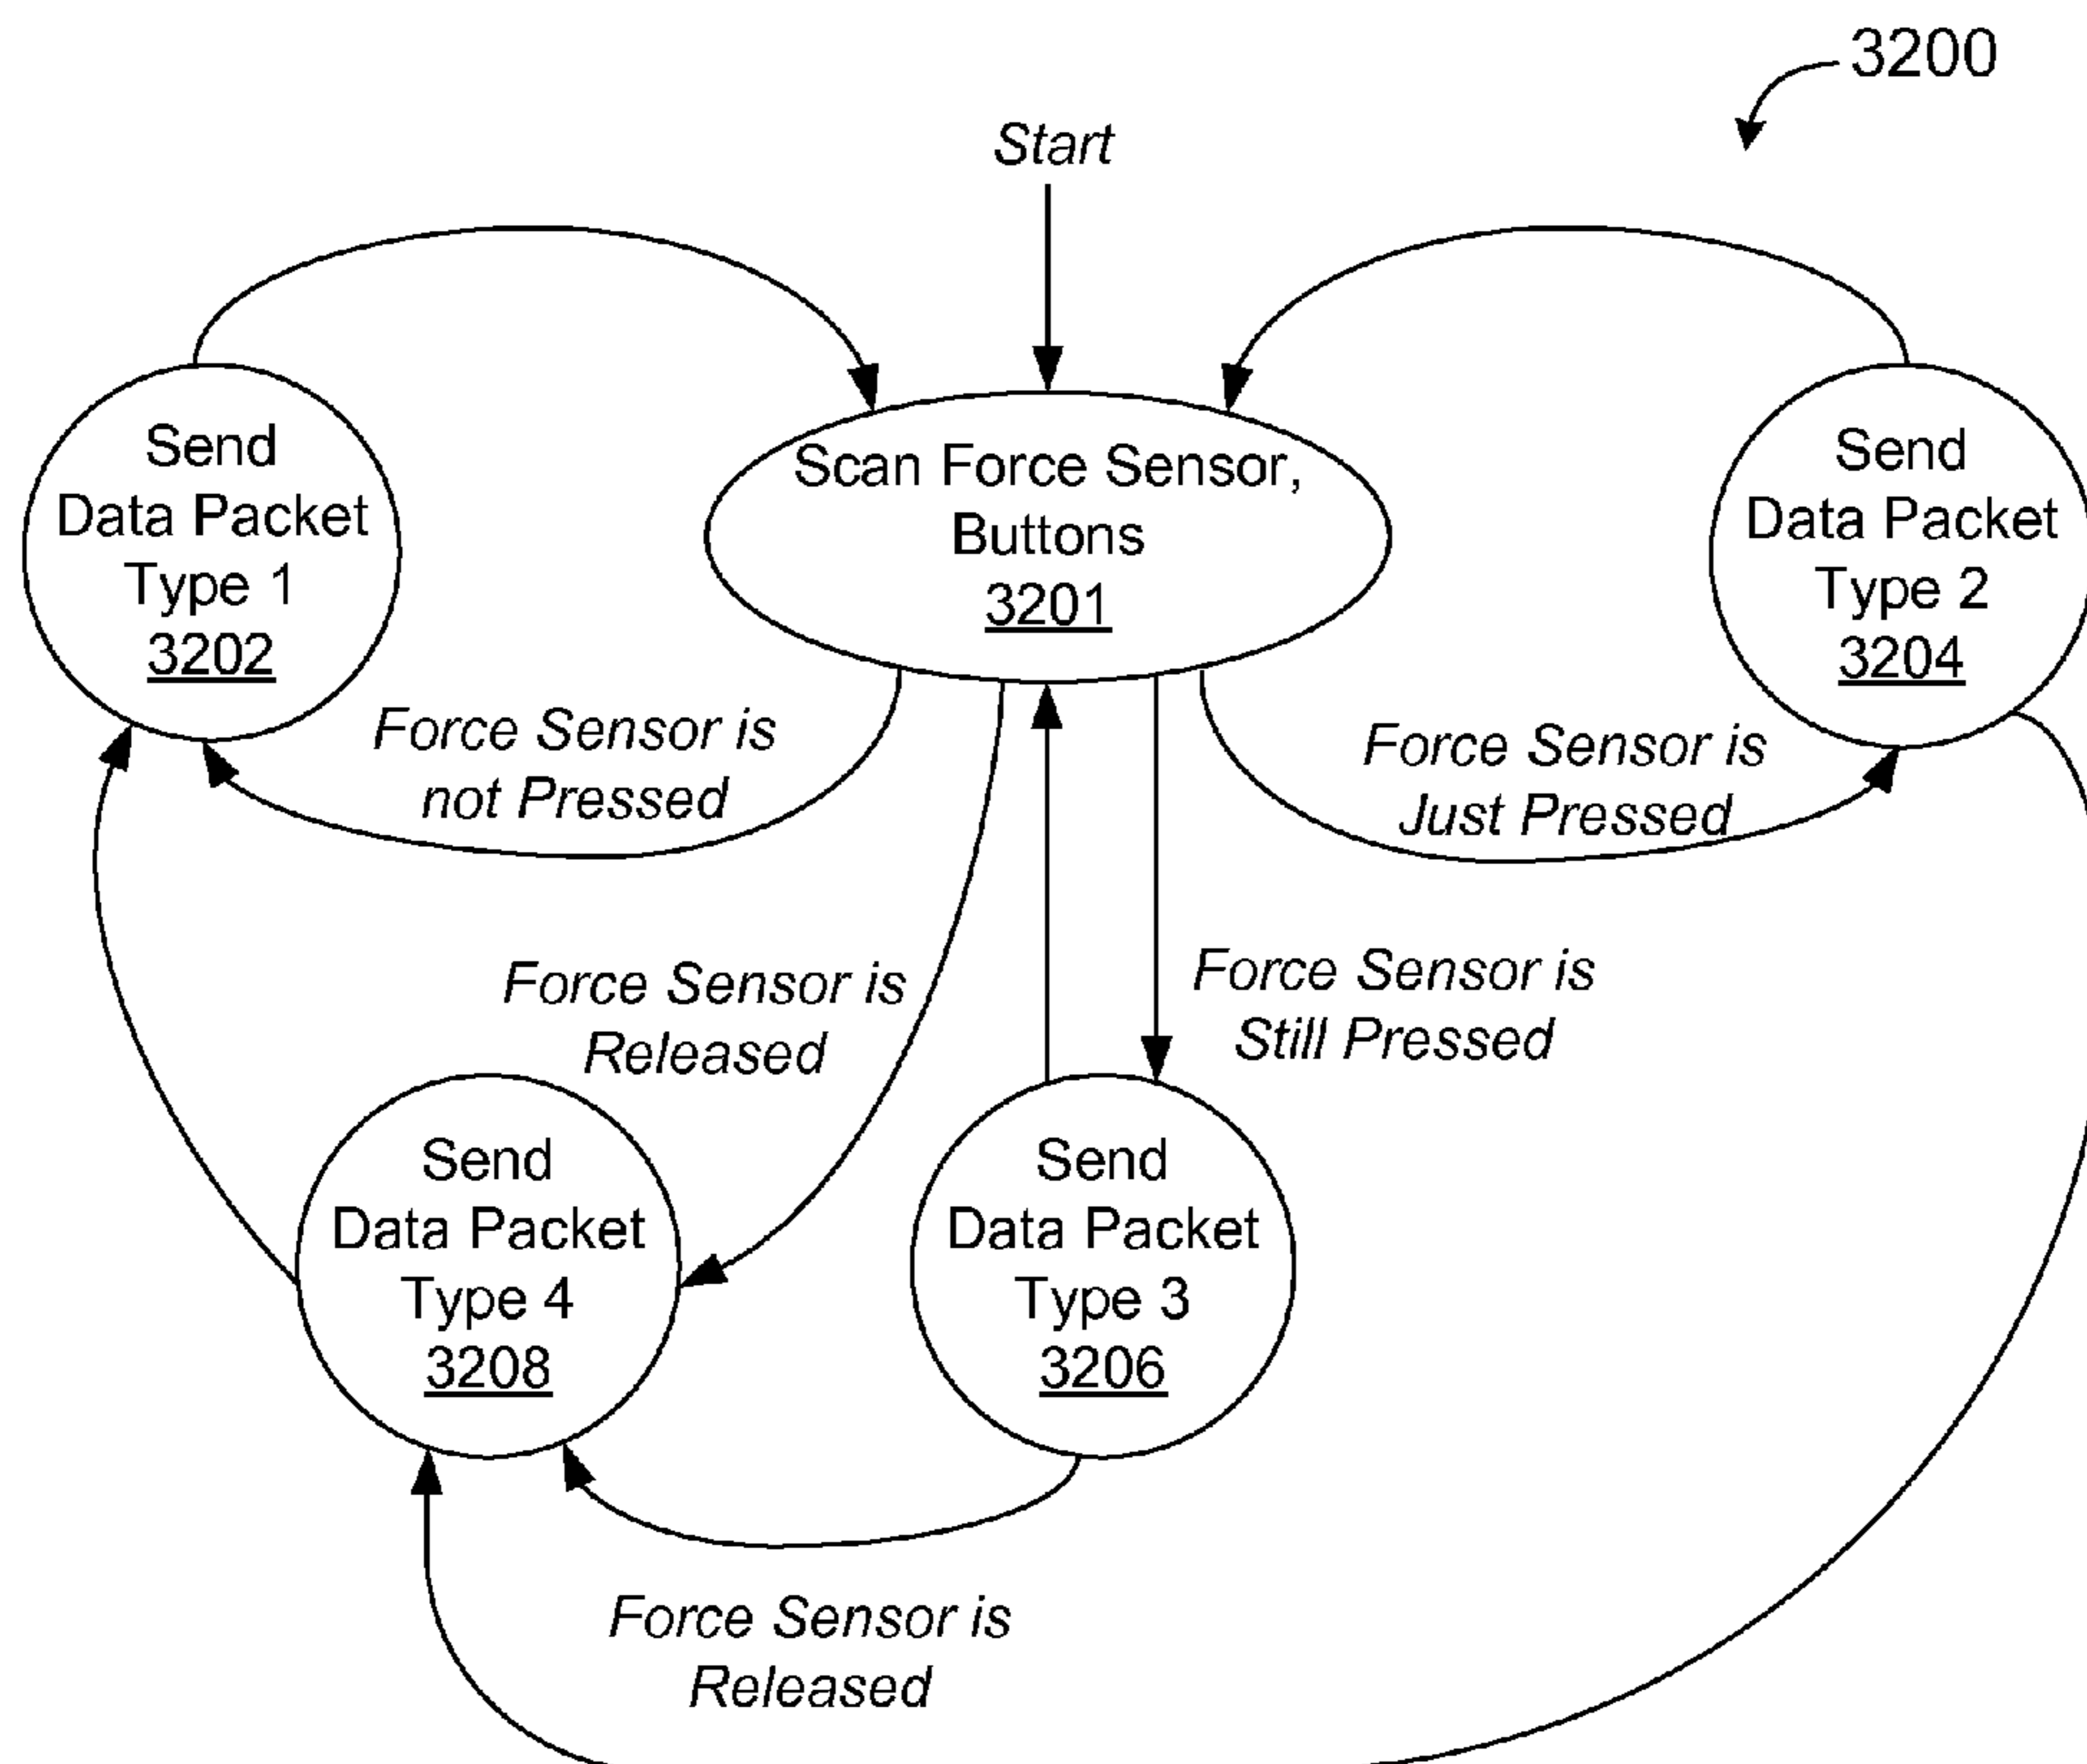 3200
Start
Send
Data Packet
Type 1
3202
Scan Force Sensor,
Buttons
3201
Send
Data Packet
Type 2
3204
Force Sensor is
not Pressed
Force Sensor is
Just Pressed
Force Sensor is
Released
Force Sensor is
Still Pressed
Send
Data Packet
Type 4
3208
Send
Data Packet
Type 3
3206
Force Sensor is
Released